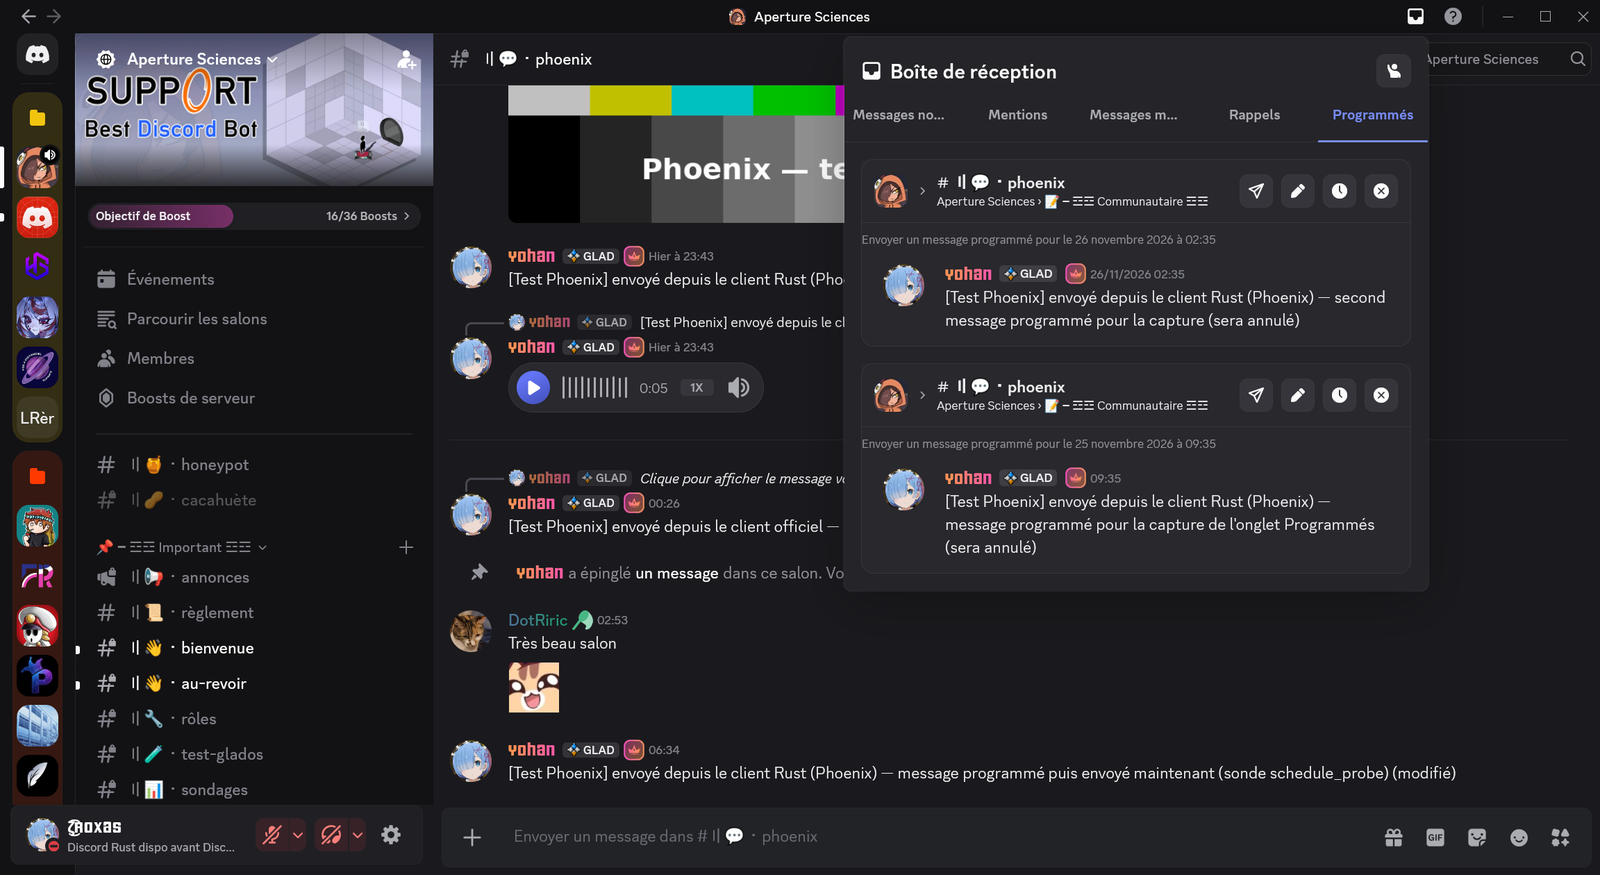 Aperture Sciences
Aperture Sciences
SUPPORT
Best Discord Bot
Objectif de Boost
16/36 Boosts
Événements
Parcourir les salons
Membres
Boosts de serveur
LRèr
honeypot
cacahuète
Important
annonces
règlement
bienvenue
au-revoir
rôles
test-glados
sondages
Discord Rust dispo avant Disc...
phoenix
Phoenix — te
yohan GLAD Hier à 23:43
[Test Phoenix] envoyé depuis le client Rust (Pho
yohan GLAD [Test Phoenix] envoyé depuis le cl
yohan GLAD Hier à 23:43
0:05 1X
yohan GLAD Clique pour afficher le message vo
yohan GLAD 00:26
[Test Phoenix] envoyé depuis le client officiel —
yohan a épinglé un message dans ce salon. Vo
DotRiric 02:53
Très beau salon
yohan GLAD 06:34
[Test Phoenix] envoyé depuis le client Rust (Phoenix) — message programmé puis envoyé maintenant (sonde schedule_probe) (modifié)
Envoyer un message dans # phoenix
GIF
Aperture Sciences
Boîte de réception
Messages no...
Mentions
Messages m...
Rappels
Programmés
# phoenix
Aperture Sciences › – Communautaire
Envoyer un message programmé pour le 26 novembre 2026 à 02:35
yohan GLAD 26/11/2026 02:35
[Test Phoenix] envoyé depuis le client Rust (Phoenix) — second
message programmé pour la capture (sera annulé)
# phoenix
Aperture Sciences › – Communautaire
Envoyer un message programmé pour le 25 novembre 2026 à 09:35
yohan GLAD 09:35
[Test Phoenix] envoyé depuis le client Rust (Phoenix) —
message programmé pour la capture de l'onglet Programmés
(sera annulé)